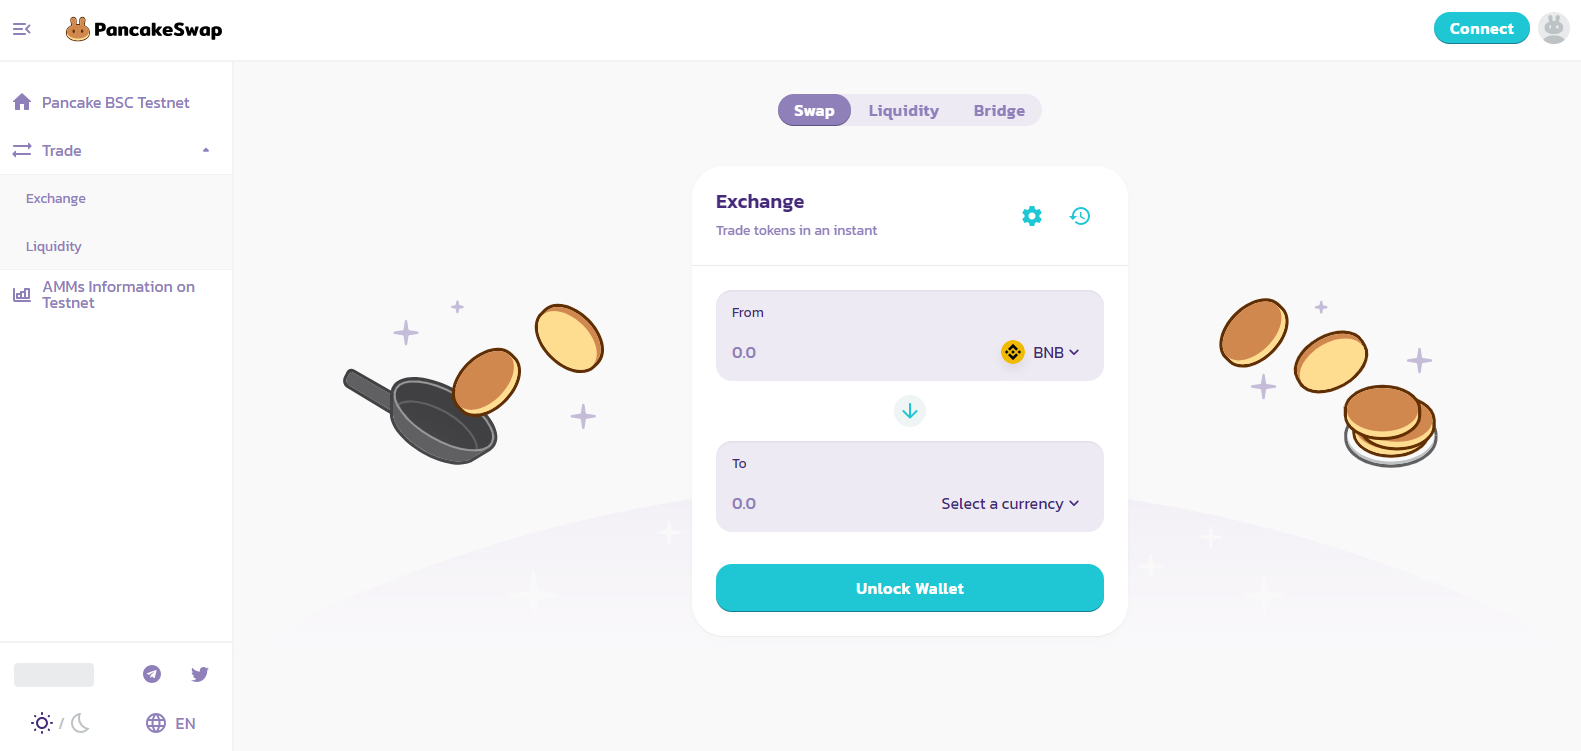 PancakeSwap
Connect
Pancake BSC Testnet
Trade
Exchange
Liquidity
AMMs Information on
Testnet
/
EN
Swap Liquidity Bridge
Exchange
Trade tokens in an instant
From
0.0 BNB
To
0.0 Select a currency
Unlock Wallet